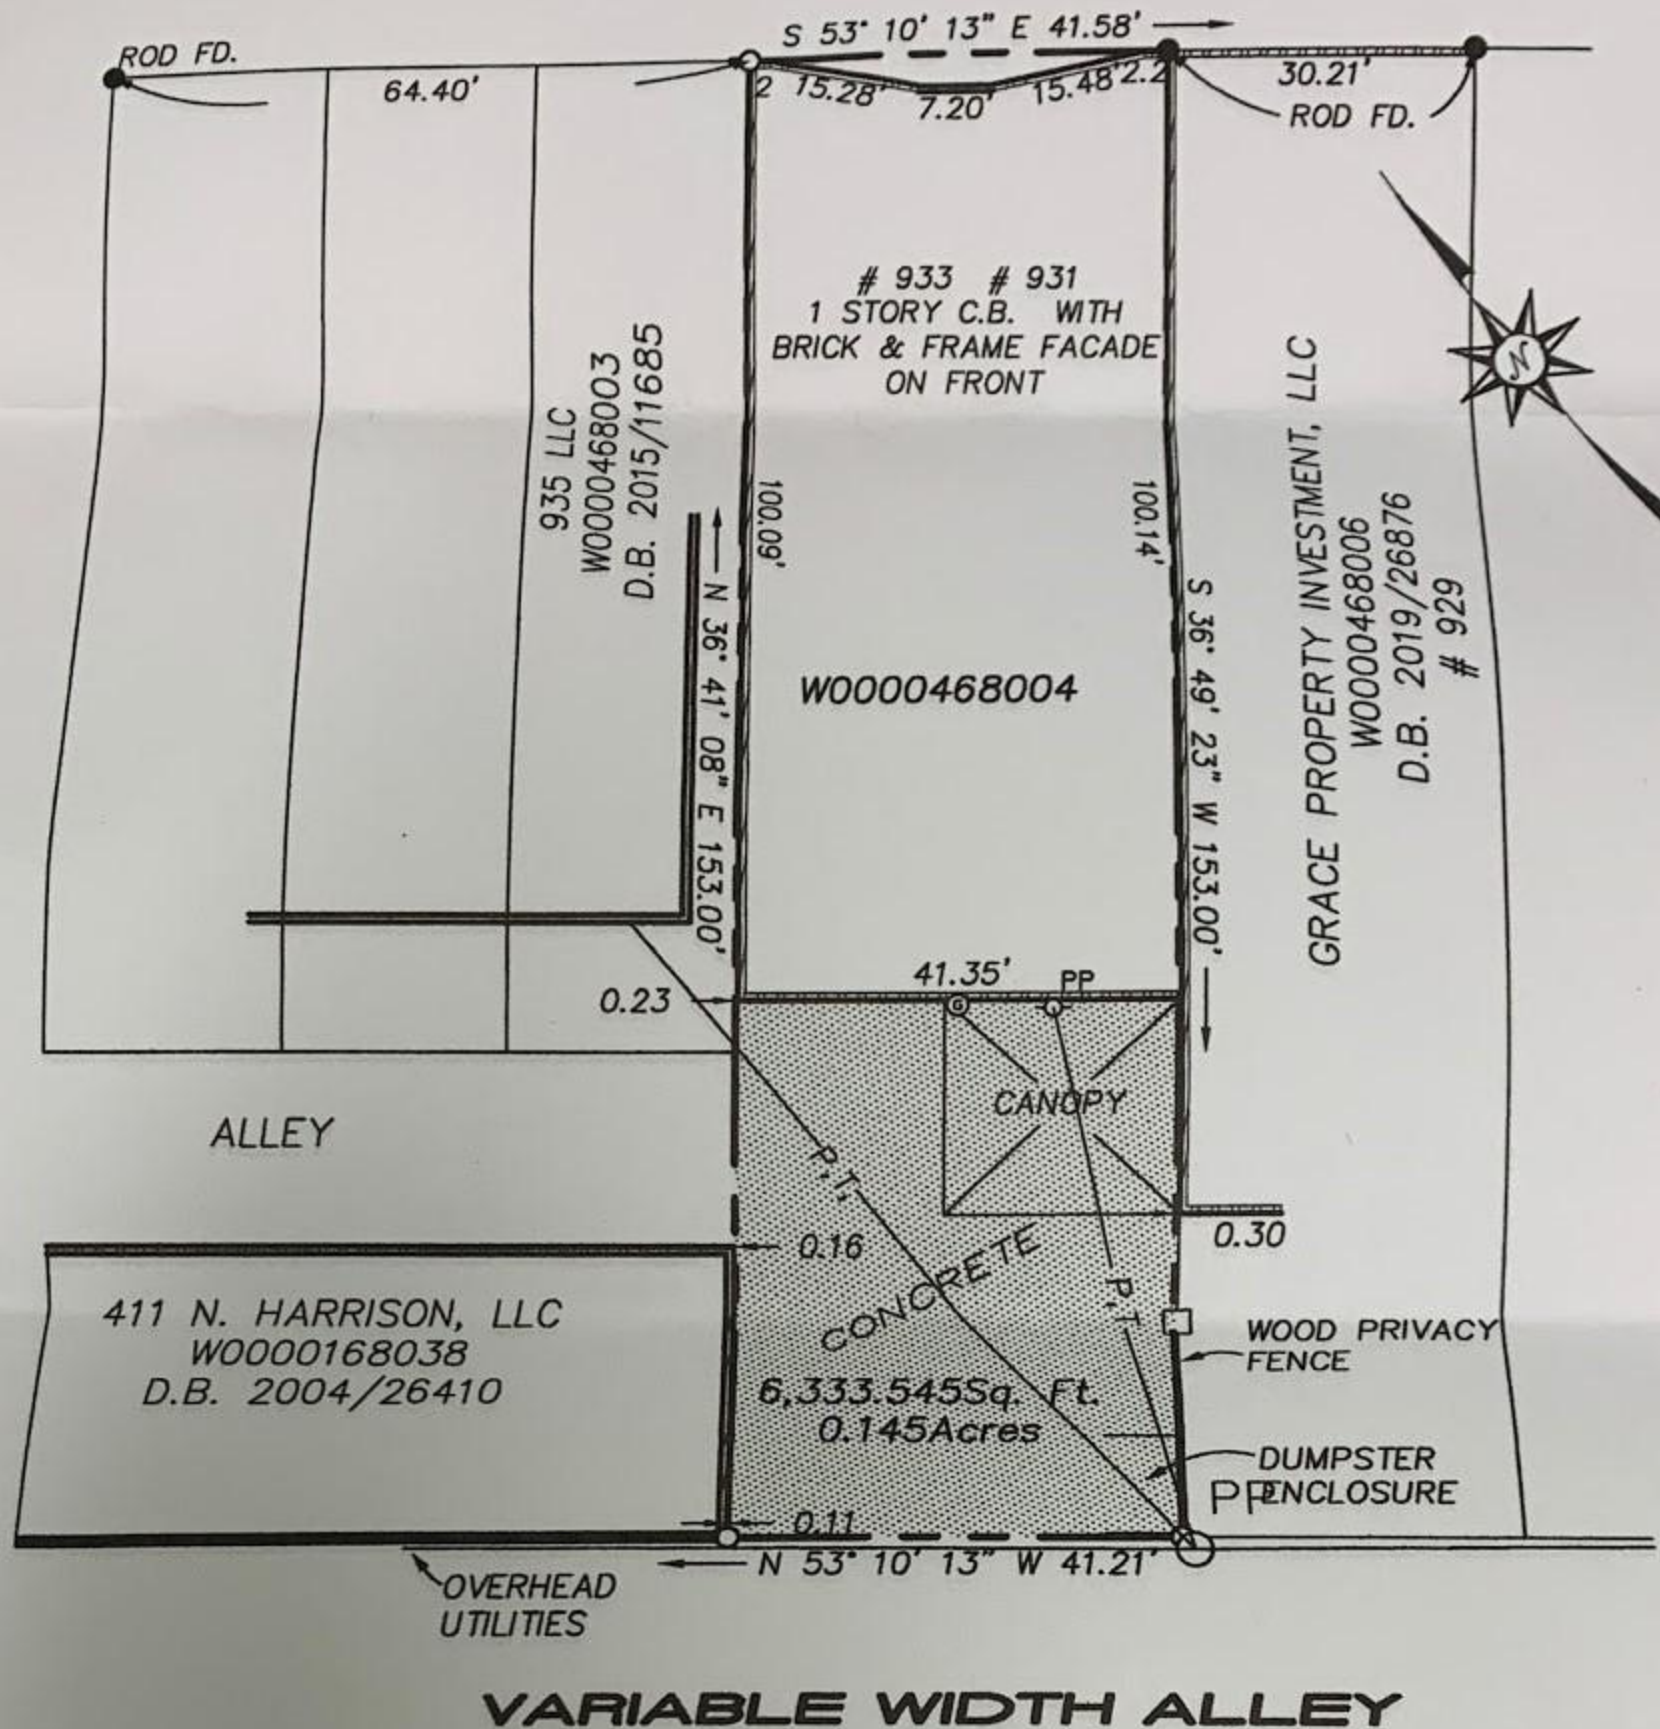 S 53° 10' 13" E 41.58'
ROD FD.
64.40'
2
15.28'
7.20'
15.48'
2.2
30.21'
ROD FD.
# 933 # 931
1 STORY C.B. WITH
BRICK & FRAME FACADE
ON FRONT
N
935 LLC
W0000468003
D.B. 2015/11685
100.09'
100.14'
N 36° 41' 08" E 153.00'
S 36° 49' 23" W 153.00'
GRACE PROPERTY INVESTMENT, LLC
W0000468006
D.B. 2019/26876
# 929
W0000468004
41.35'
PP
G
0.23
CANOPY
ALLEY
P,T,
0.16
0.30
CONCRETE
P,T
411 N. HARRISON, LLC
W0000168038
D.B. 2004/26410
WOOD PRIVACY
FENCE
6,333.545Sq. Ft.
0.145Acres
DUMPSTER
ENCLOSURE
PP
0.11
N 53° 10' 13" W 41.21'
OVERHEAD
UTILITIES
VARIABLE WIDTH ALLEY